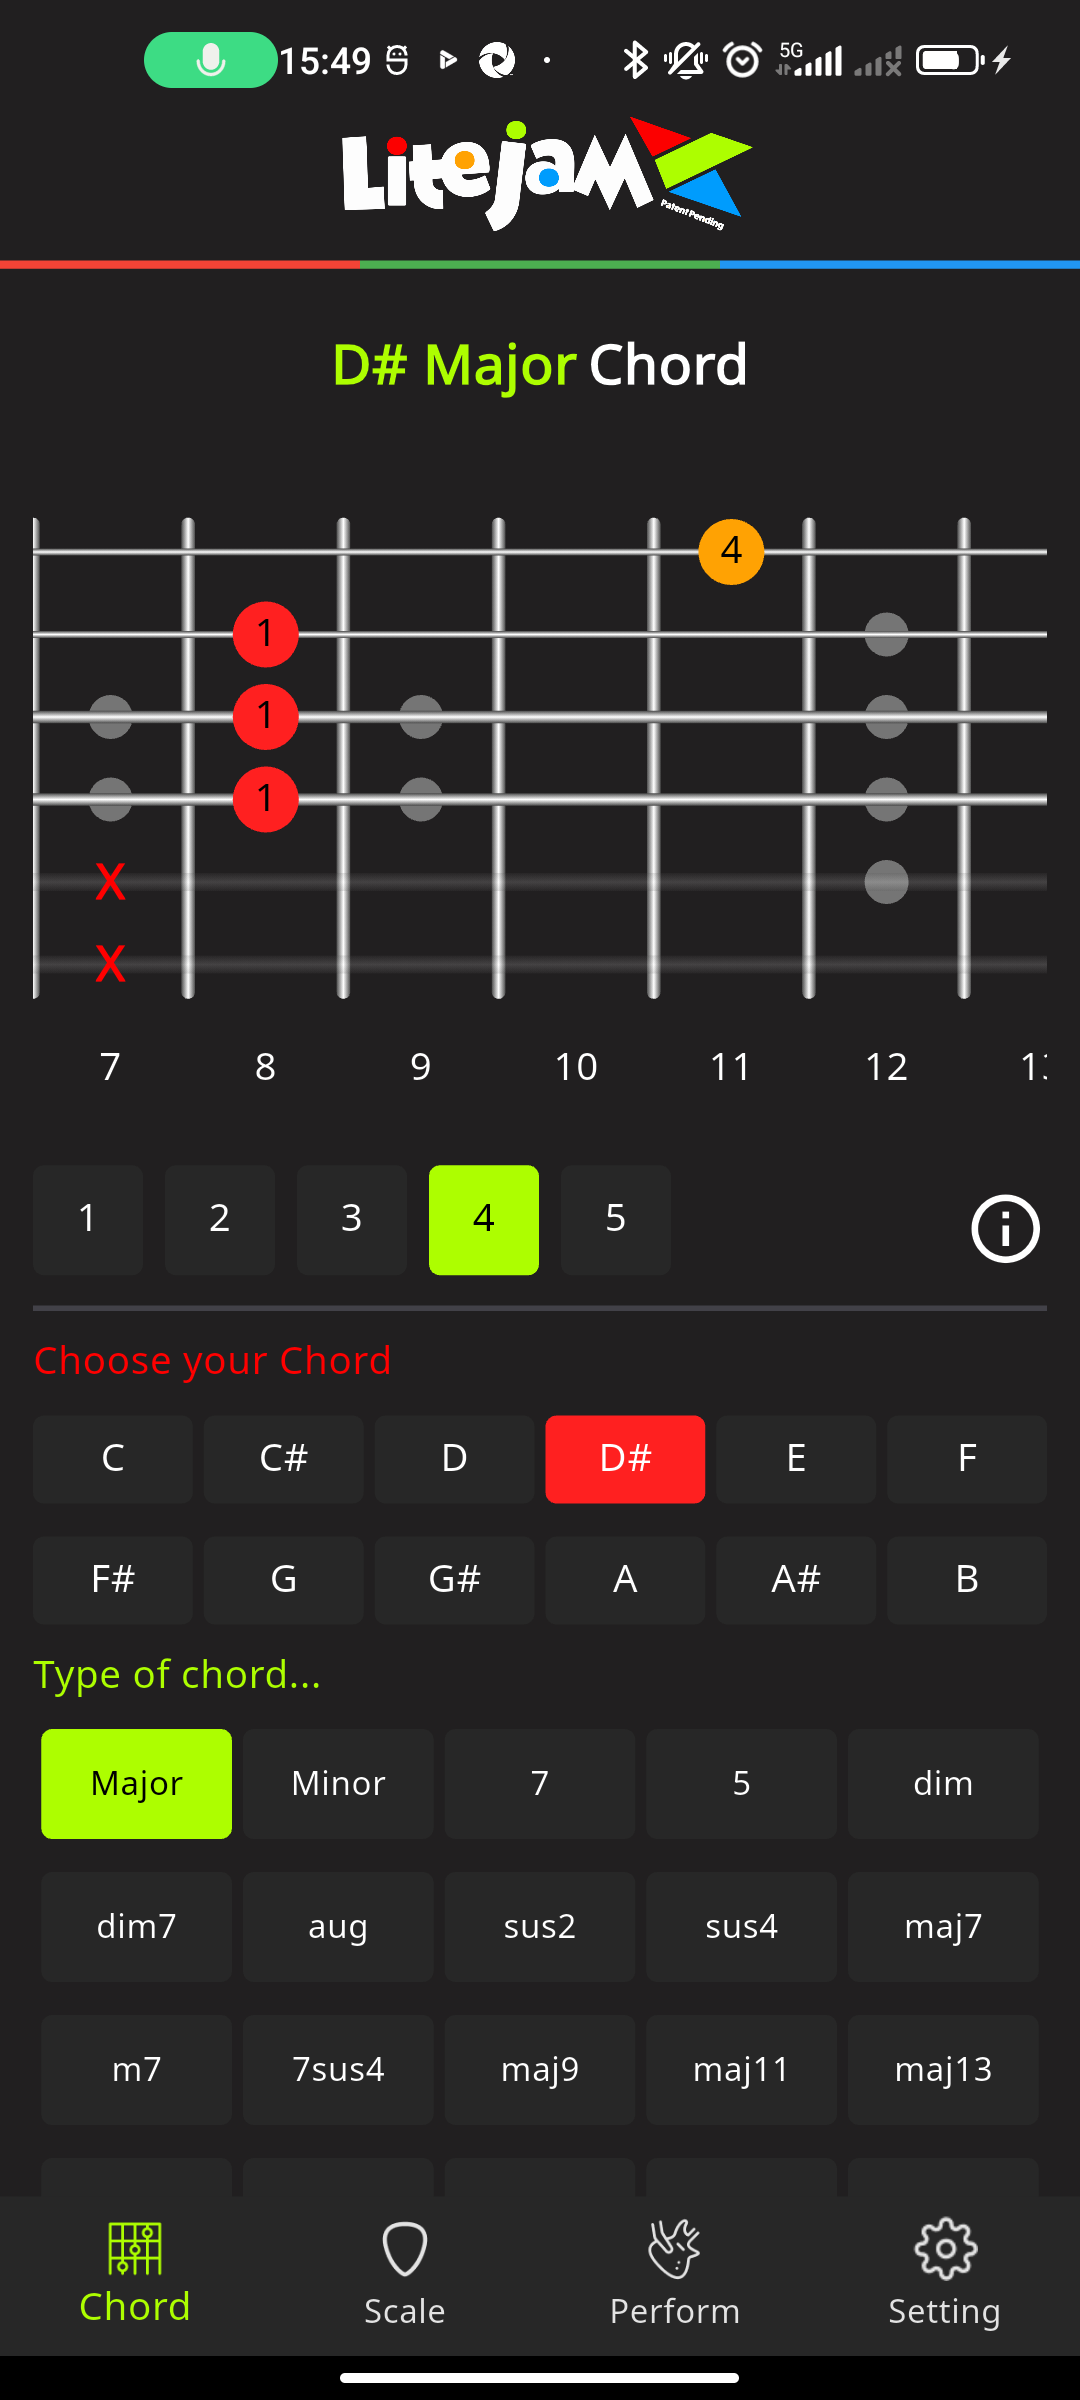 15:49
5G
LiteJam
Patent Pending
D# Major Chord
4
1
1
1
X
X
7 8 9 10 11 12
1 2 3 4 5
Choose your Chord
C C# D D# E F
F# G G# A A# B
Type of chord...
Major Minor 7 5 dim
dim7 aug sus2 sus4 maj7
m7 7sus4 maj9 maj11 maj13
Chord Scale Perform Setting